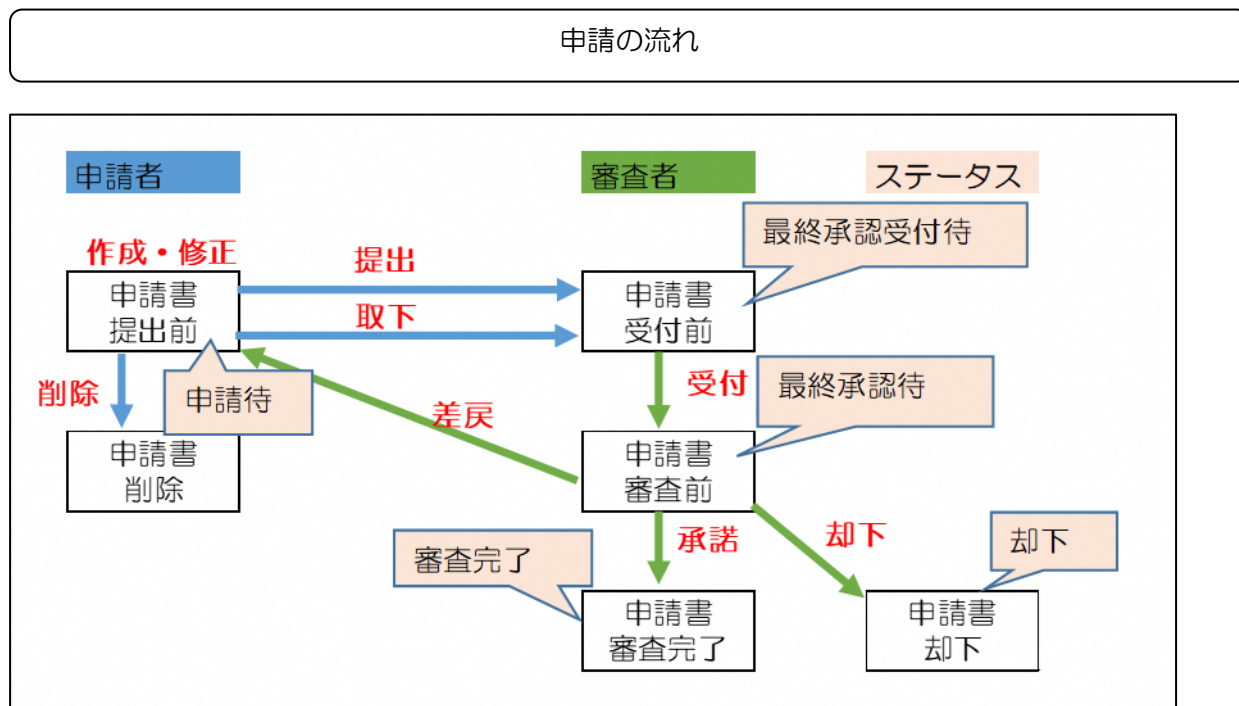 申請の流れ
申請者
審査者
ステータス
最終承認受付待
作成・修正
提出
申請書
提出前
取下
申請書
受付前
削除
申請待
差戻
受付
最終承認待
申請書
削除
申請書
審査前
審査完了
承諾
却下
却下
申請書
審査完了
申請書
却下